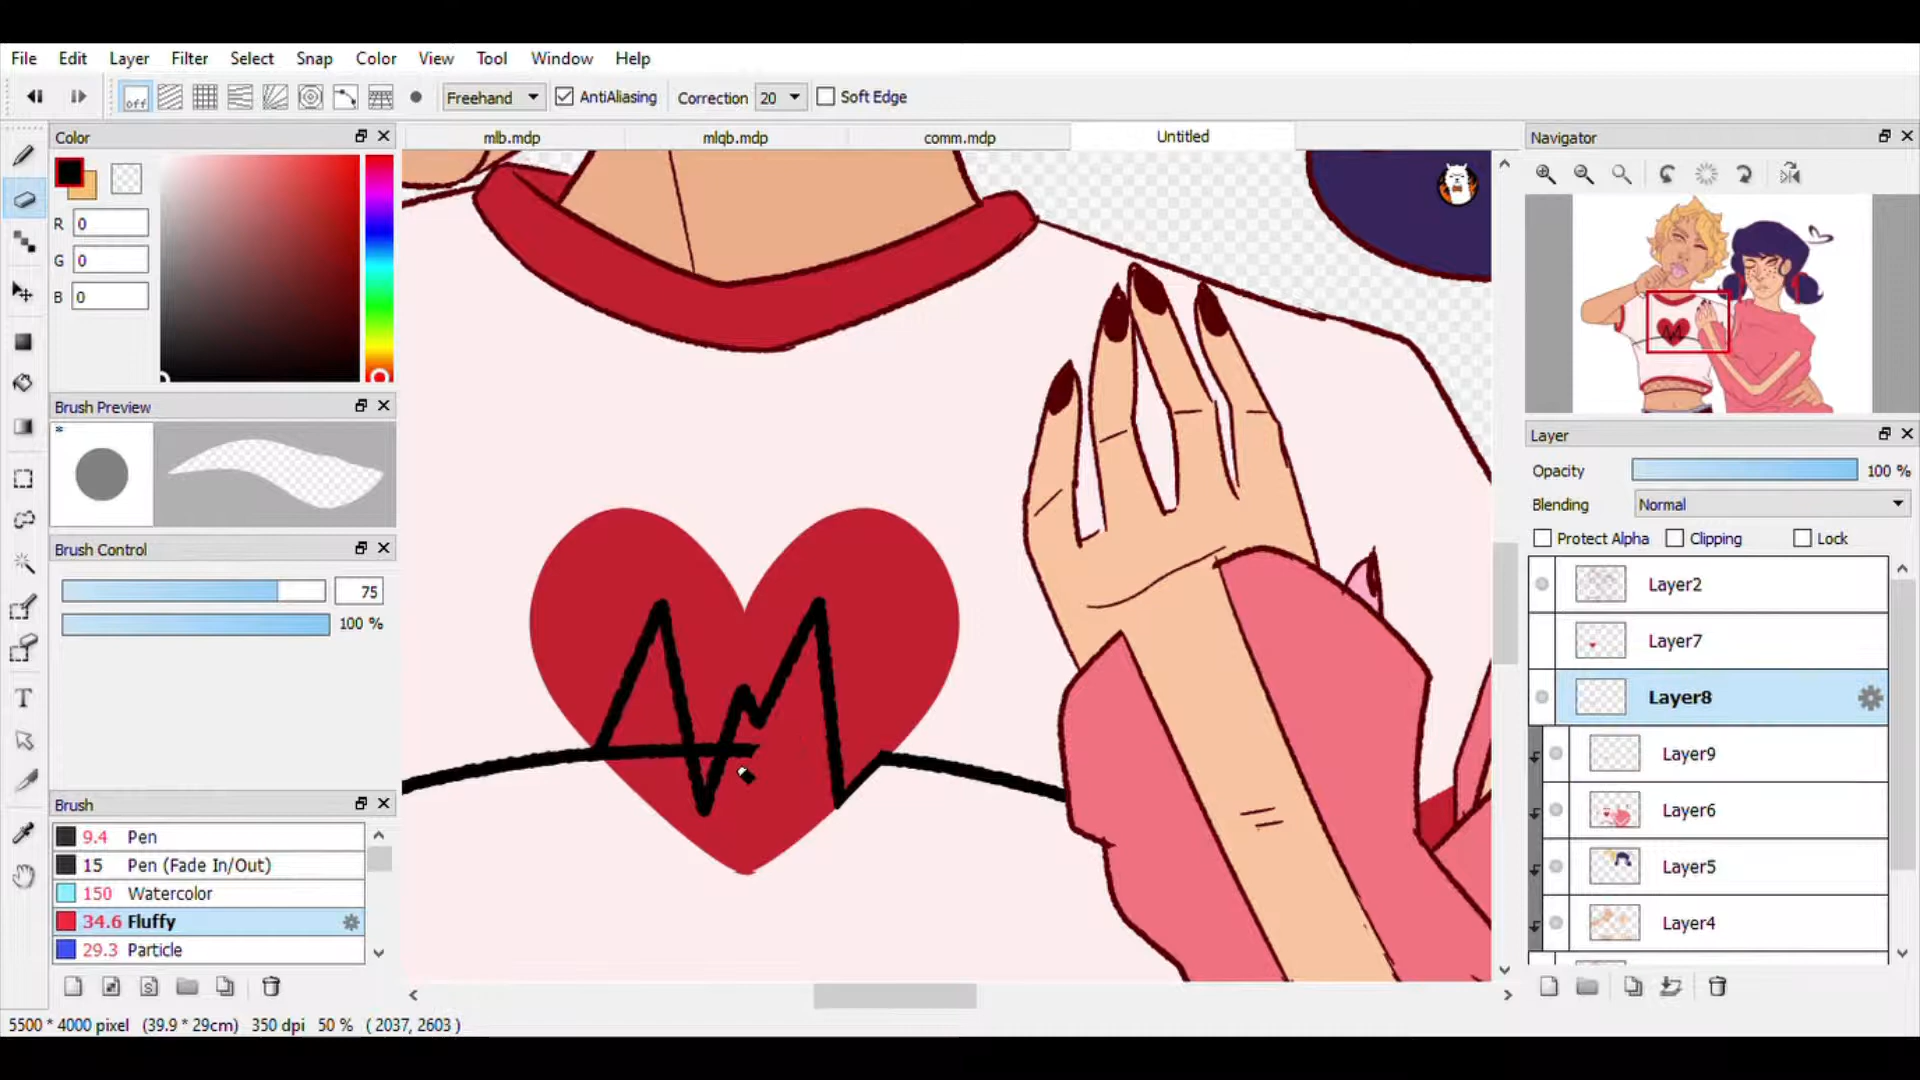 File Edit Layer Filter Select Snap Color View Tool Window Help
off Freehand AntiAliasing Correction 20 Soft Edge
Color mlb.mdp mlqb.mdp comm.mdp Untitled Navigator
R 0
G 0
B 0
Brush Preview
*
Layer
Opacity 100 %
Blending Normal
Protect Alpha Clipping Lock
Brush Control
75
100 %
Layer2
Layer7
Layer8
Layer9
Layer6
Layer5
Layer4
T
Brush
9.4 Pen
15 Pen (Fade In/Out)
150 Watercolor
34.6 Fluffy
29.3 Particle
S
5500 * 4000 pixel (39.9 * 29cm) 350 dpi 50 % ( 2037, 2603 )